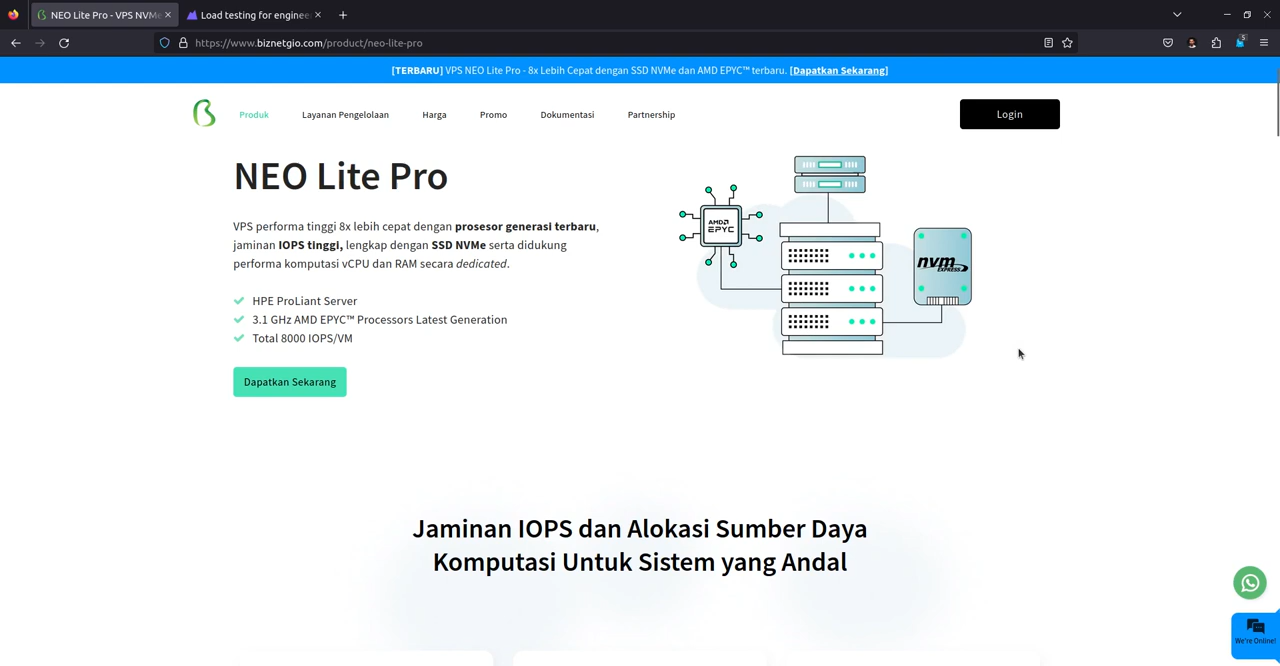 NEO Lite Pro - VPS NVMe
Load testing for enginee
https://www.biznetgio.com/product/neo-lite-pro
5
[TERBARU] VPS NEO Lite Pro - 8x Lebih Cepat dengan SSD NVMe dan AMD EPYC™ terbaru. [Dapatkan Sekarang]
Produk
Layanan Pengelolaan
Harga
Promo
Dokumentasi
Partnership
Login
NEO Lite Pro
VPS performa tinggi 8x lebih cepat dengan prosesor generasi terbaru,
jaminan IOPS tinggi, lengkap dengan SSD NVMe serta didukung
performa komputasi vCPU dan RAM secara dedicated.
HPE ProLiant Server
3.1 GHz AMD EPYC™ Processors Latest Generation
Total 8000 IOPS/VM
Dapatkan Sekarang
AMD
EPYC
nvm
EXPRESS
Jaminan IOPS dan Alokasi Sumber Daya
Komputasi Untuk Sistem yang Andal
We're Online!